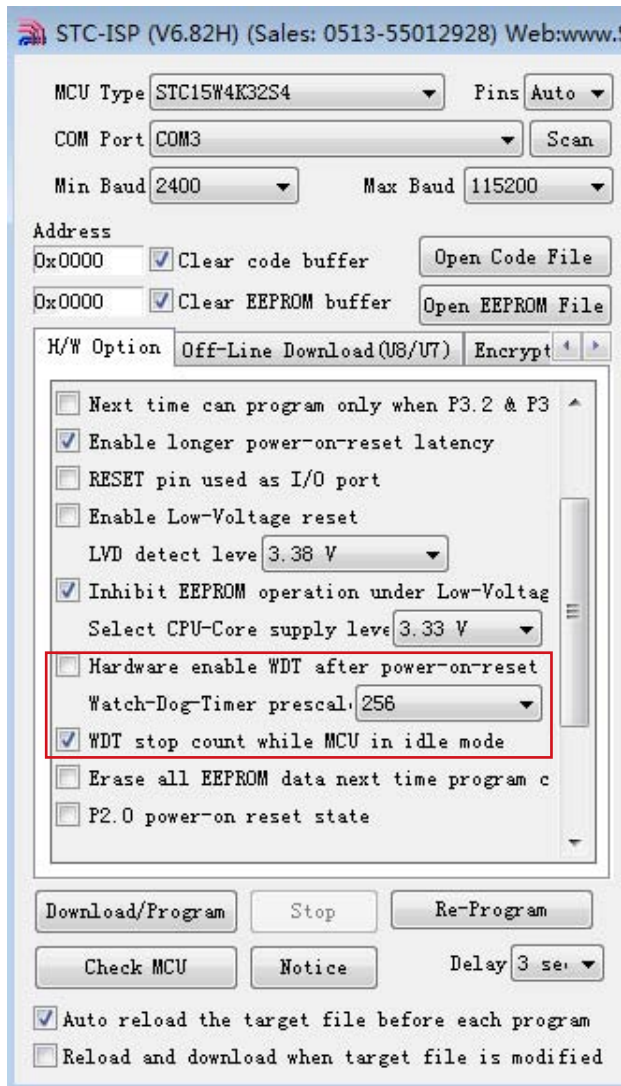 STC-ISP (V6.82H) (Sales: 0513-55012928) Web:www.
MCU Type STC15W4K32S4 Pins Auto
COM Port COM3 Scan
Min Baud 2400 Max Baud 115200
Address
0x0000 Clear code buffer Open Code File
0x0000 Clear EEPROM buffer Open EEPROM File
H/W Option Off-Line Download(U8/U7) Encrypt
Next time can program only when P3.2 & P3
Enable longer power-on-reset latency
RESET pin used as I/O port
Enable Low-Voltage reset
LVD detect leve 3.38 V
Inhibit EEPROM operation under Low-Voltag
Select CPU-Core supply leve 3.33 V
Hardware enable WDT after power-on-reset
Watch-Dog-Timer prescal 256
WDT stop count while MCU in idle mode
Erase all EEPROM data next time program c
P2.0 power-on reset state
Download/Program Stop Re-Program
Check MCU Notice Delay 3 se
Auto reload the target file before each program
Reload and download when target file is modified